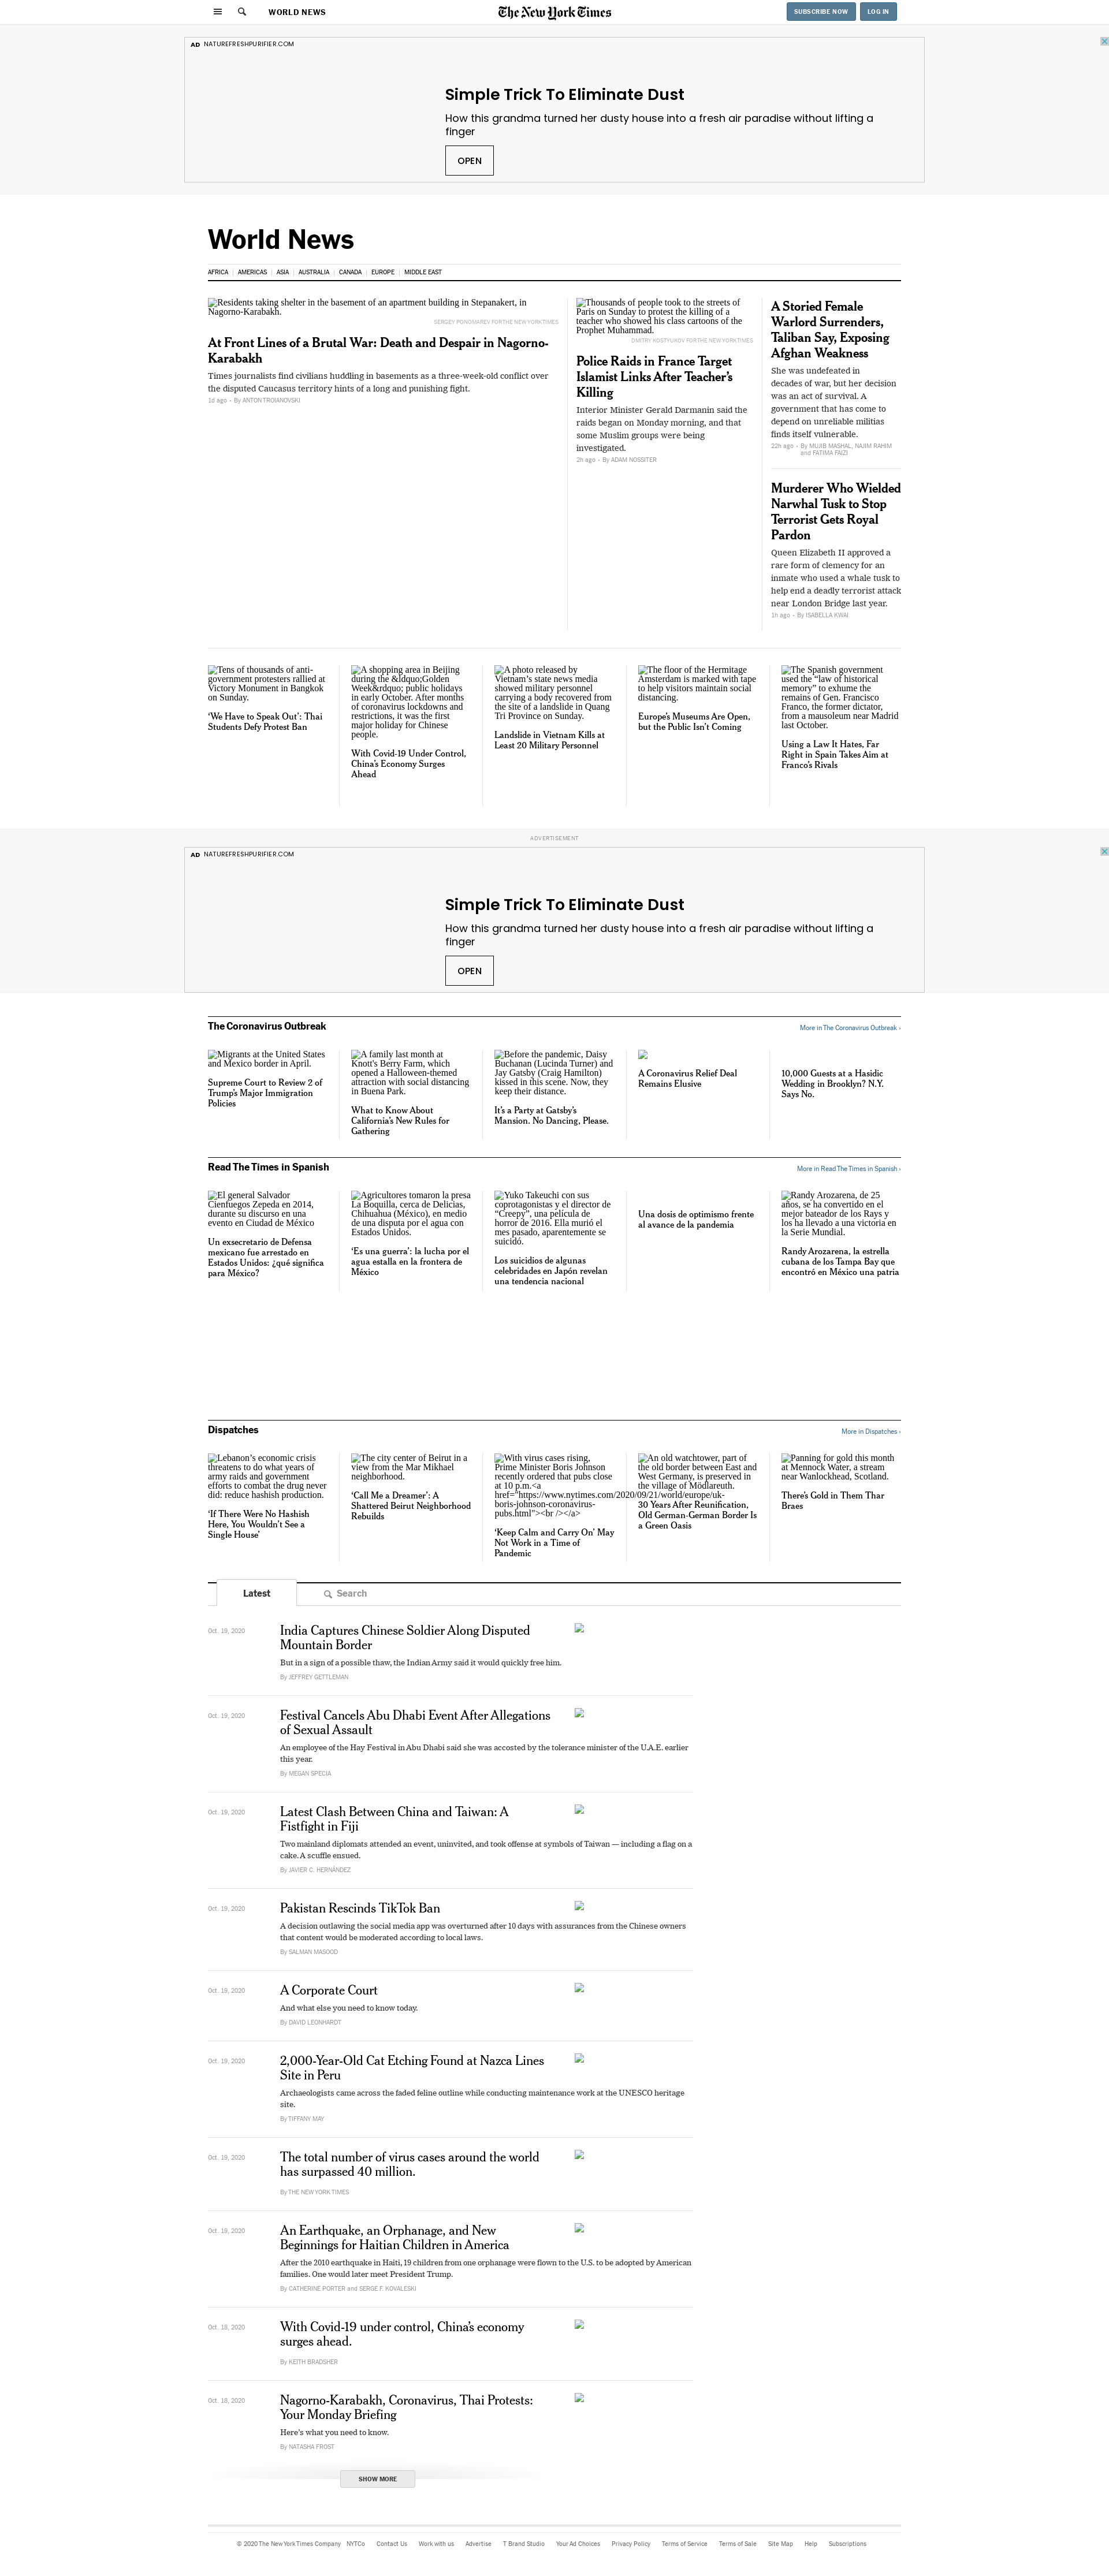 WORLD NEWS
The New York Times
SUBSCRIBE NOW
LOG IN
AD NATUREFRESHPURIFIER.COM
Simple Trick To Eliminate Dust
How this grandma turned her dusty house into a fresh air paradise without lifting a
finger
OPEN
World News
AFRICA
AMERICAS
ASIA
AUSTRALIA
CANADA
EUROPE
MIDDLE EAST
Residents taking shelter in the basement of an apartment building in Stepanakert, in
Nagorno-Karabakh.
SERGEY PONOMAREV FOR THE NEW YORK TIMES
At Front Lines of a Brutal War: Death and Despair in Nagorno-
Karabakh
Times journalists find civilians huddling in basements as a three-week-old conflict over
the disputed Caucasus territory hints of a long and punishing fight.
1d ago • By ANTON TROIANOVSKI
Thousands of people took to the streets of
Paris on Sunday to protest the killing of a
teacher who showed his class cartoons of the
Prophet Muhammad.
DMITRY KOSTYUKOV FOR THE NEW YORK TIMES
Police Raids in France Target
Islamist Links After Teacher’s
Killing
Interior Minister Gerald Darmanin said the
raids began on Monday morning, and that
some Muslim groups were being
investigated.
2h ago • By ADAM NOSSITER
A Storied Female
Warlord Surrenders,
Taliban Say, Exposing
Afghan Weakness
She was undefeated in
decades of war, but her decision
was an act of survival. A
government that has come to
depend on unreliable militias
finds itself vulnerable.
22h ago • By MUJIB MASHAL, NAJIM RAHIM
and FATIMA FAIZI
Murderer Who Wielded
Narwhal Tusk to Stop
Terrorist Gets Royal
Pardon
Queen Elizabeth II approved a
rare form of clemency for an
inmate who used a whale tusk to
help end a deadly terrorist attack
near London Bridge last year.
1h ago • By ISABELLA KWAI
Tens of thousands of anti-
government protesters rallied at
Victory Monument in Bangkok
on Sunday.
‘We Have to Speak Out’: Thai
Students Defy Protest Ban
A shopping area in Beijing
during the &ldquo;Golden
Week&rdquo; public holidays
in early October. After months
of coronavirus lockdowns and
restrictions, it was the first
major holiday for Chinese
people.
With Covid-19 Under Control,
China’s Economy Surges
Ahead
A photo released by
Vietnam’s state news media
showed military personnel
carrying a body recovered from
the site of a landslide in Quang
Tri Province on Sunday.
Landslide in Vietnam Kills at
Least 20 Military Personnel
The floor of the Hermitage
Amsterdam is marked with tape
to help visitors maintain social
distancing.
Europe’s Museums Are Open,
but the Public Isn’t Coming
The Spanish government
used the “law of historical
memory” to exhume the
remains of Gen. Francisco
Franco, the former dictator,
from a mausoleum near Madrid
last October.
Using a Law It Hates, Far
Right in Spain Takes Aim at
Franco’s Rivals
ADVERTISEMENT
AD NATUREFRESHPURIFIER.COM
Simple Trick To Eliminate Dust
How this grandma turned her dusty house into a fresh air paradise without lifting a
finger
OPEN
The Coronavirus Outbreak
More in The Coronavirus Outbreak ›
Migrants at the United States
and Mexico border in April.
Supreme Court to Review 2 of
Trump’s Major Immigration
Policies
A family last month at
Knott's Berry Farm, which
opened a Halloween-themed
attraction with social distancing
in Buena Park.
What to Know About
California’s New Rules for
Gathering
Before the pandemic, Daisy
Buchanan (Lucinda Turner) and
Jay Gatsby (Craig Hamilton)
kissed in this scene. Now, they
keep their distance.
It’s a Party at Gatsby’s
Mansion. No Dancing, Please.
A Coronavirus Relief Deal
Remains Elusive
10,000 Guests at a Hasidic
Wedding in Brooklyn? N.Y.
Says No.
Read The Times in Spanish
More in Read The Times in Spanish ›
El general Salvador
Cienfuegos Zepeda en 2014,
durante su discurso en una
evento en Ciudad de México
Un exsecretario de Defensa
mexicano fue arrestado en
Estados Unidos: ¿qué significa
para México?
Agricultores tomaron la presa
La Boquilla, cerca de Delicias,
Chihuahua (México), en medio
de una disputa por el agua con
Estados Unidos.
‘Es una guerra’: la lucha por el
agua estalla en la frontera de
México
Yuko Takeuchi con sus
coprotagonistas y el director de
“Creepy”, una película de
horror de 2016. Ella murió el
mes pasado, aparentemente se
suicidó.
Los suicidios de algunas
celebridades en Japón revelan
una tendencia nacional
Una dosis de optimismo frente
al avance de la pandemia
Randy Arozarena, de 25
años, se ha convertido en el
mejor bateador de los Rays y
los ha llevado a una victoria en
la Serie Mundial.
Randy Arozarena, la estrella
cubana de los Tampa Bay que
encontró en México una patria
Dispatches
More in Dispatches ›
Lebanon’s economic crisis
threatens to do what years of
army raids and government
efforts to combat the drug never
did: reduce hashish production.
‘If There Were No Hashish
Here, You Wouldn’t See a
Single House’
The city center of Beirut in a
view from the Mar Mikhael
neighborhood.
‘Call Me a Dreamer’: A
Shattered Beirut Neighborhood
Rebuilds
With virus cases rising,
Prime Minister Boris Johnson
recently ordered that pubs close
at 10 p.m.<a
href="https://www.nytimes.com/2020/09/21/world/europe/uk-
boris-johnson-coronavirus-
pubs.html"><br /></a>
‘Keep Calm and Carry On’ May
Not Work in a Time of
Pandemic
An old watchtower, part of
the old border between East and
West Germany, is preserved in
the village of Mödlareuth.
30 Years After Reunification,
Old German-German Border Is
a Green Oasis
Panning for gold this month
at Mennock Water, a stream
near Wanlockhead, Scotland.
There’s Gold in Them Thar
Braes
Latest
Search
Oct. 19, 2020
India Captures Chinese Soldier Along Disputed
Mountain Border
But in a sign of a possible thaw, the Indian Army said it would quickly free him.
By JEFFREY GETTLEMAN
Oct. 19, 2020
Festival Cancels Abu Dhabi Event After Allegations
of Sexual Assault
An employee of the Hay Festival in Abu Dhabi said she was accosted by the tolerance minister of the U.A.E. earlier
this year.
By MEGAN SPECIA
Oct. 19, 2020
Latest Clash Between China and Taiwan: A
Fistfight in Fiji
Two mainland diplomats attended an event, uninvited, and took offense at symbols of Taiwan — including a flag on a
cake. A scuffle ensued.
By JAVIER C. HERNÁNDEZ
Oct. 19, 2020
Pakistan Rescinds TikTok Ban
A decision outlawing the social media app was overturned after 10 days with assurances from the Chinese owners
that content would be moderated according to local laws.
By SALMAN MASOOD
Oct. 19, 2020
A Corporate Court
And what else you need to know today.
By DAVID LEONHARDT
Oct. 19, 2020
2,000-Year-Old Cat Etching Found at Nazca Lines
Site in Peru
Archaeologists came across the faded feline outline while conducting maintenance work at the UNESCO heritage
site.
By TIFFANY MAY
Oct. 19, 2020
The total number of virus cases around the world
has surpassed 40 million.
By THE NEW YORK TIMES
Oct. 19, 2020
An Earthquake, an Orphanage, and New
Beginnings for Haitian Children in America
After the 2010 earthquake in Haiti, 19 children from one orphanage were flown to the U.S. to be adopted by American
families. One would later meet President Trump.
By CATHERINE PORTER and SERGE F. KOVALESKI
Oct. 18, 2020
With Covid-19 under control, China’s economy
surges ahead.
By KEITH BRADSHER
Oct. 18, 2020
Nagorno-Karabakh, Coronavirus, Thai Protests:
Your Monday Briefing
Here’s what you need to know.
By NATASHA FROST
SHOW MORE
© 2020 The New York Times Company
NYTCo
Contact Us
Work with us
Advertise
T Brand Studio
Your Ad Choices
Privacy Policy
Terms of Service
Terms of Sale
Site Map
Help
Subscriptions